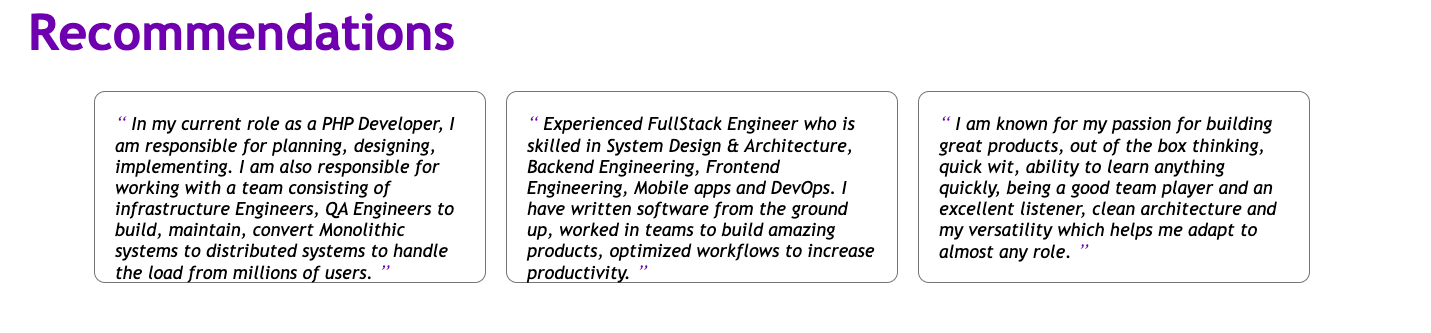 Recommendations
“ In my current role as a PHP Developer, I
am responsible for planning, designing,
implementing. I am also responsible for
working with a team consisting of
infrastructure Engineers, QA Engineers to
build, maintain, convert Monolithic
systems to distributed systems to handle
the load from millions of users. ”
“ Experienced FullStack Engineer who is
skilled in System Design & Architecture,
Backend Engineering, Frontend
Engineering, Mobile apps and DevOps. I
have written software from the ground
up, worked in teams to build amazing
products, optimized workflows to increase
productivity. ”
“ I am known for my passion for building
great products, out of the box thinking,
quick wit, ability to learn anything
quickly, being a good team player and an
excellent listener, clean architecture and
my versatility which helps me adapt to
almost any role. ”